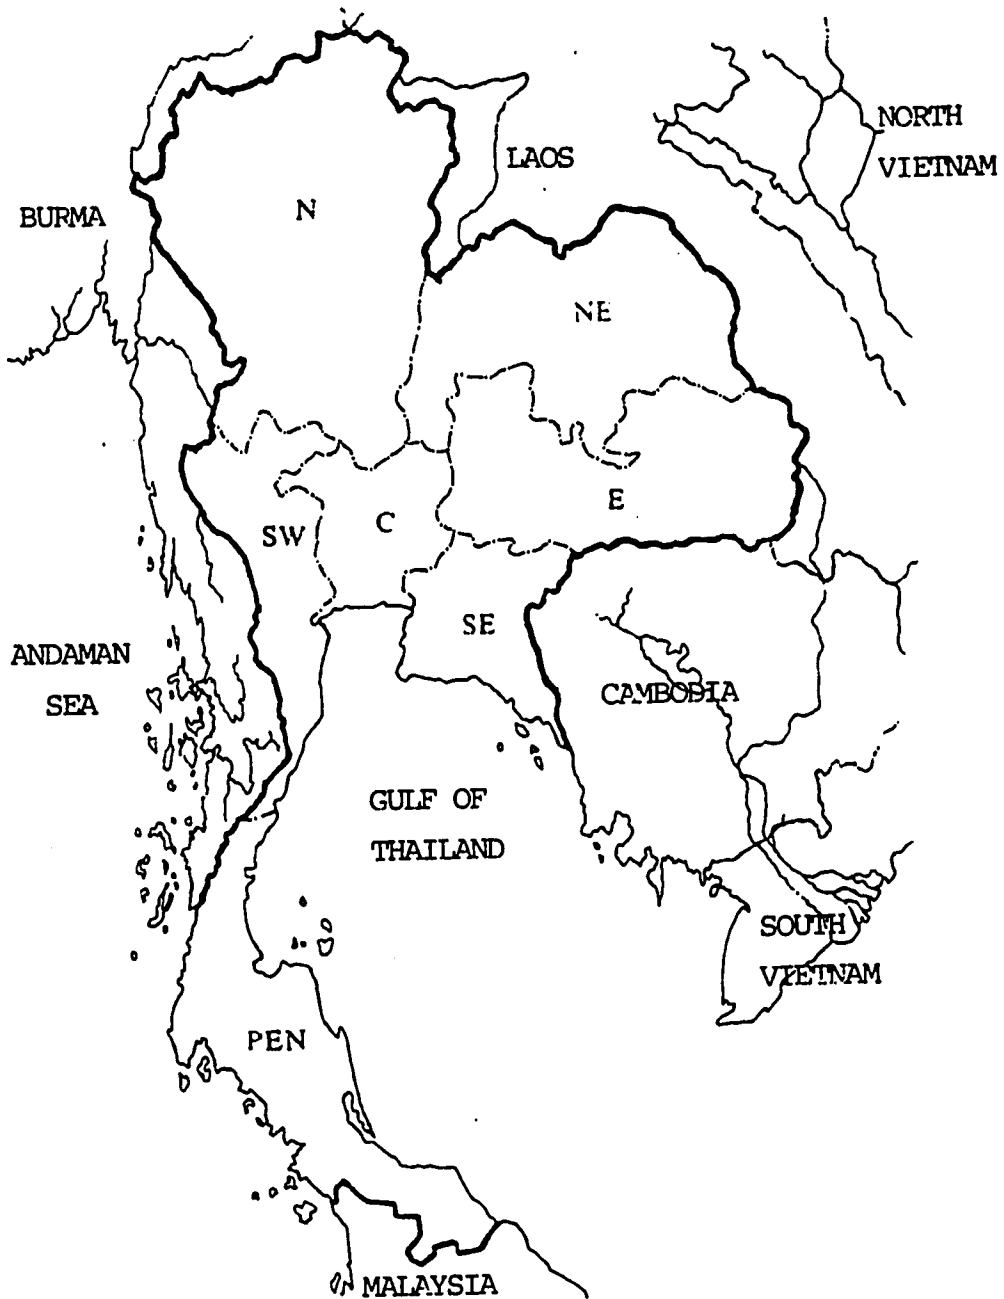 NORTH
VIETNAM
LAOS
BURMA
N
NE
E
C
SW
SE
ANDAMAN
SEA
CAMBODIA
GULF OF
THAILAND
SOUTH
VIETNAM
PEN
MALAYSIA